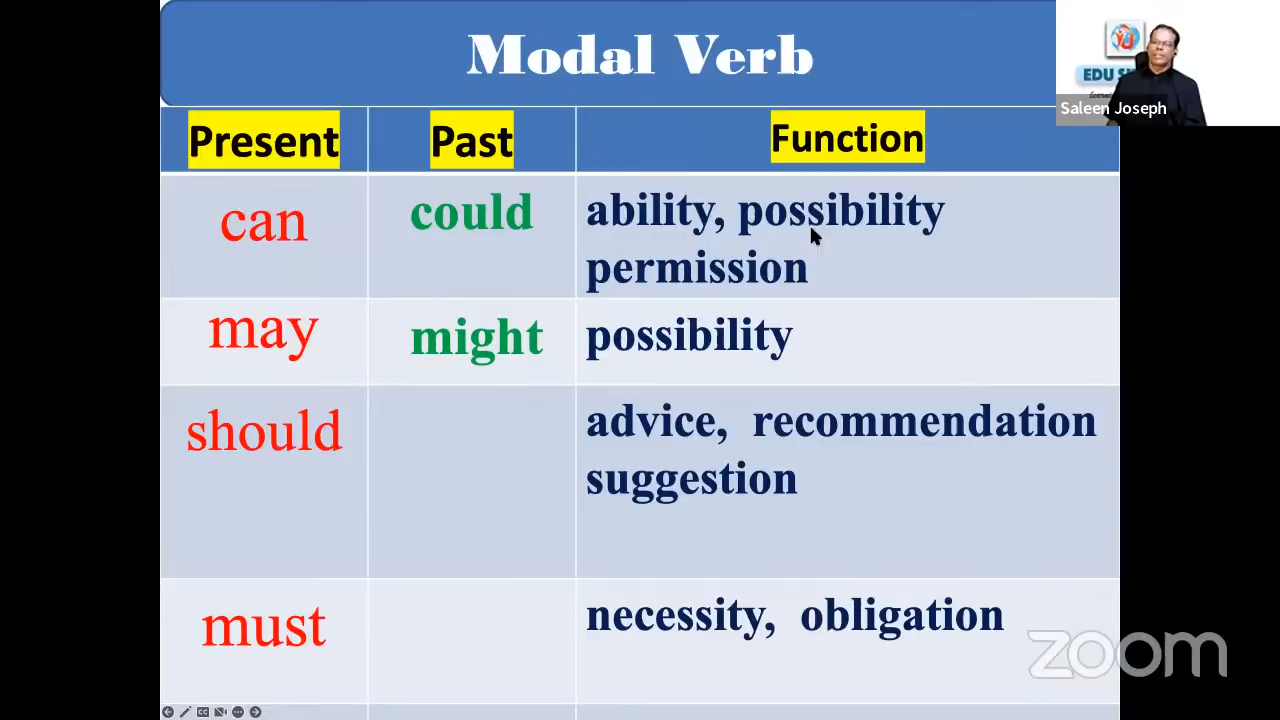 Modal Verb
EDU
Saleen Joseph
Present Past Function
can could ability, possibility
permission
may might possibility
should advice, recommendation
suggestion
must necessity, obligation
zoom